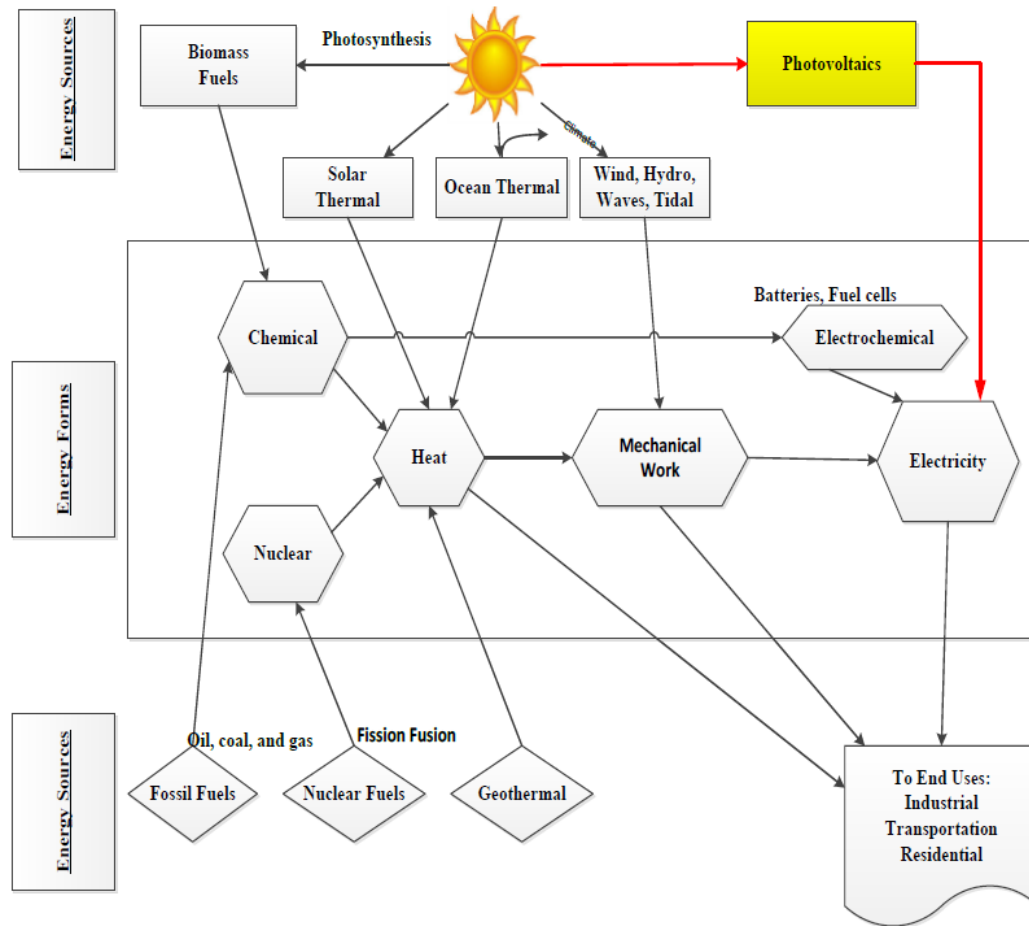 Energy Sources
Biomass
Fuels
Photosynthesis
Photovoltaics
Climate
Solar
Thermal
Ocean Thermal
Wind, Hydro,
Waves, Tidal
Energy Forms
Chemical
Batteries, Fuel cells
Electrochemical
Heat
Mechanical
Work
Electricity
Nuclear
Energy Sources
Oil, coal, and gas
Fission Fusion
Fossil Fuels
Nuclear Fuels
Geothermal
To End Uses:
Industrial
Transportation
Residential